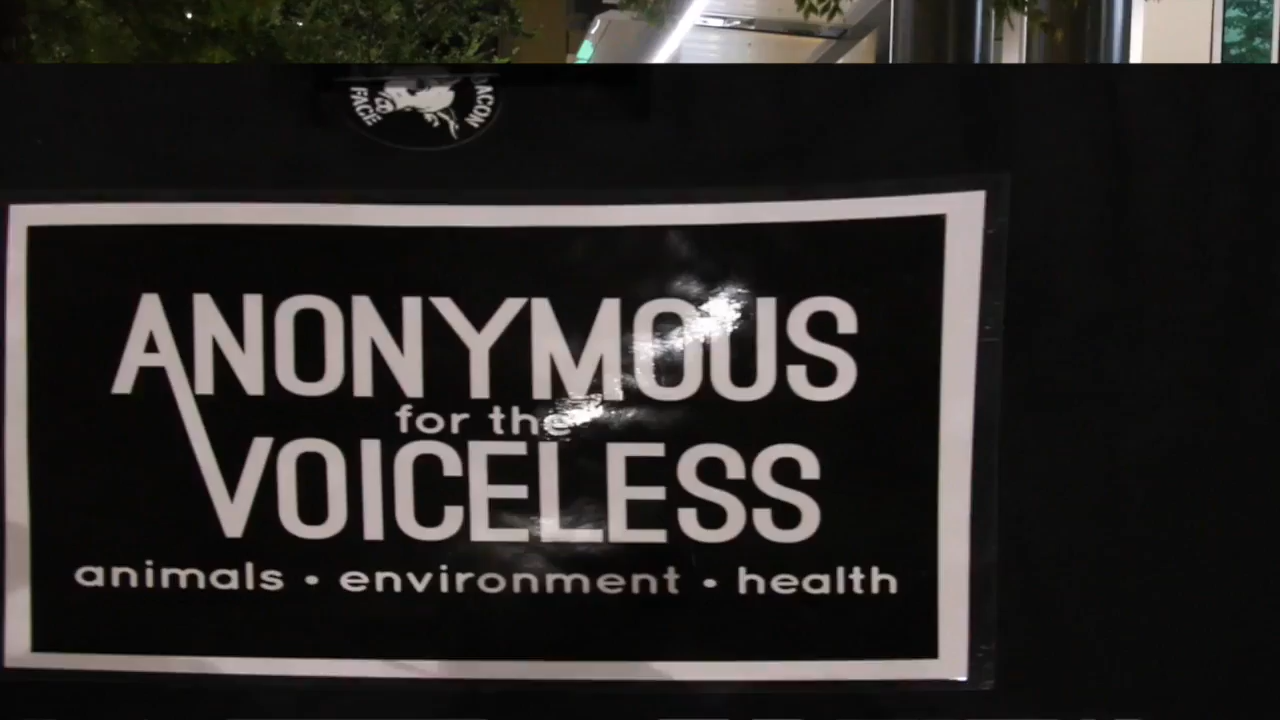 BACON
FACE
ANONYMOUS
for the
VOICELESS
animals • environment • health